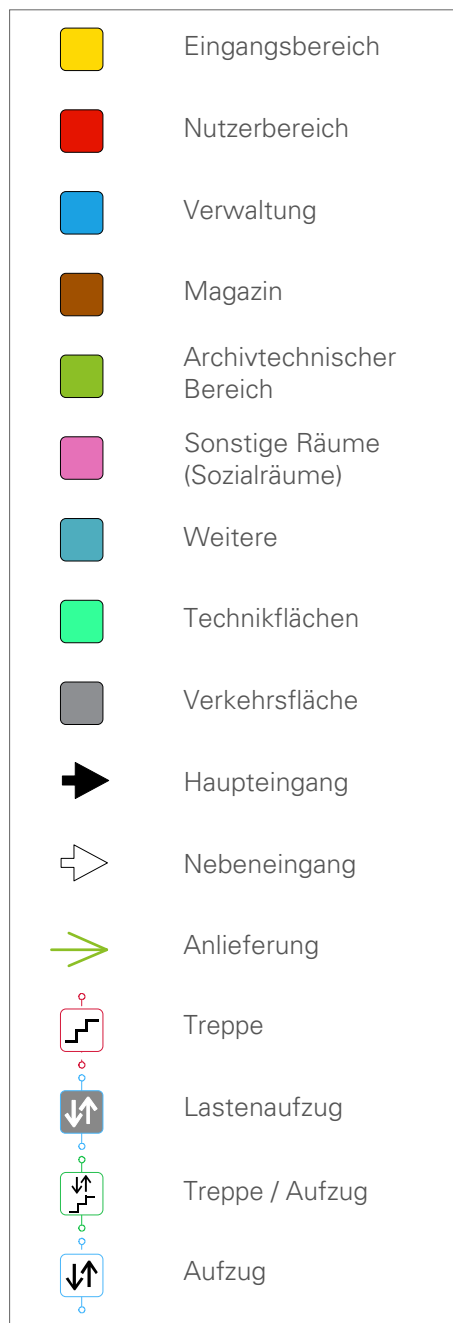 Eingangsbereich
Nutzerbereich
Verwaltung
Magazin
Archivtechnischer
Bereich
Sonstige Räume
(Sozialräume)
Weitere
Technikflächen
Verkehrsfläche
Haupteingang
Nebeneingang
Anlieferung
Treppe
Lastenaufzug
Treppe / Aufzug
Aufzug